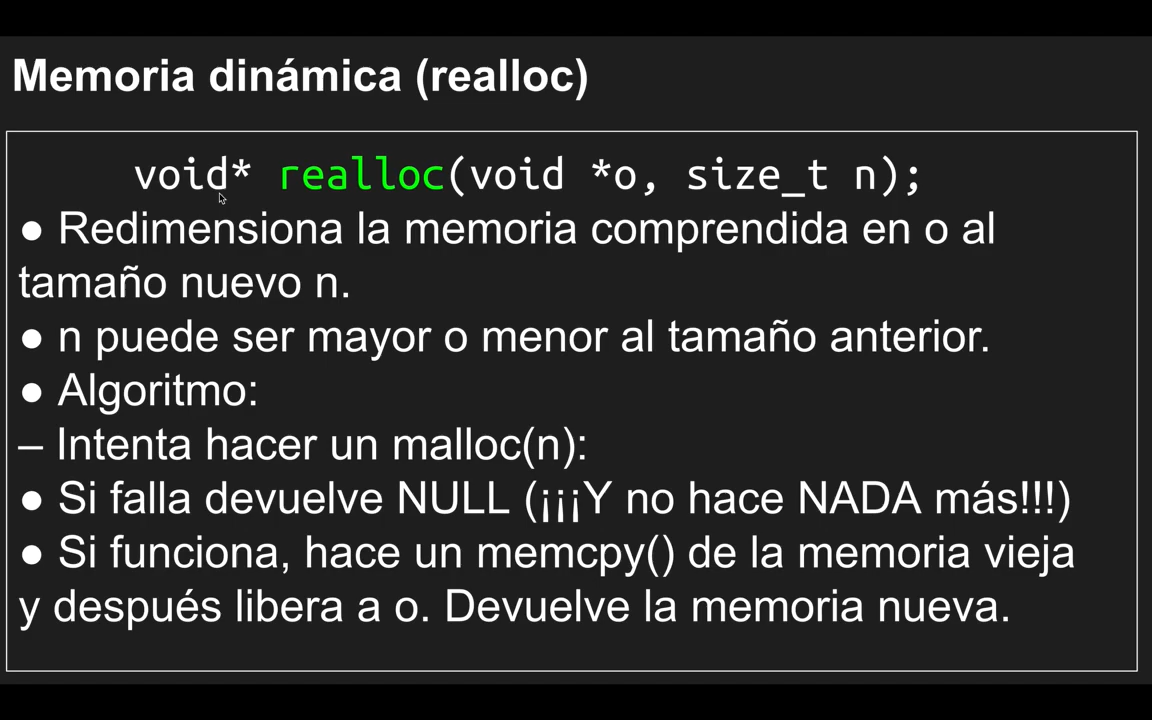 Memoria dinámica (realloc)
void* realloc(void *o, size_t n);
● Redimensiona la memoria comprendida en o al
tamaño nuevo n.
● n puede ser mayor o menor al tamaño anterior.
● Algoritmo:
– Intenta hacer un malloc(n):
● Si falla devuelve NULL (¡¡¡Y no hace NADA más!!!)
● Si funciona, hace un memcpy() de la memoria vieja
y después libera a o. Devuelve la memoria nueva.